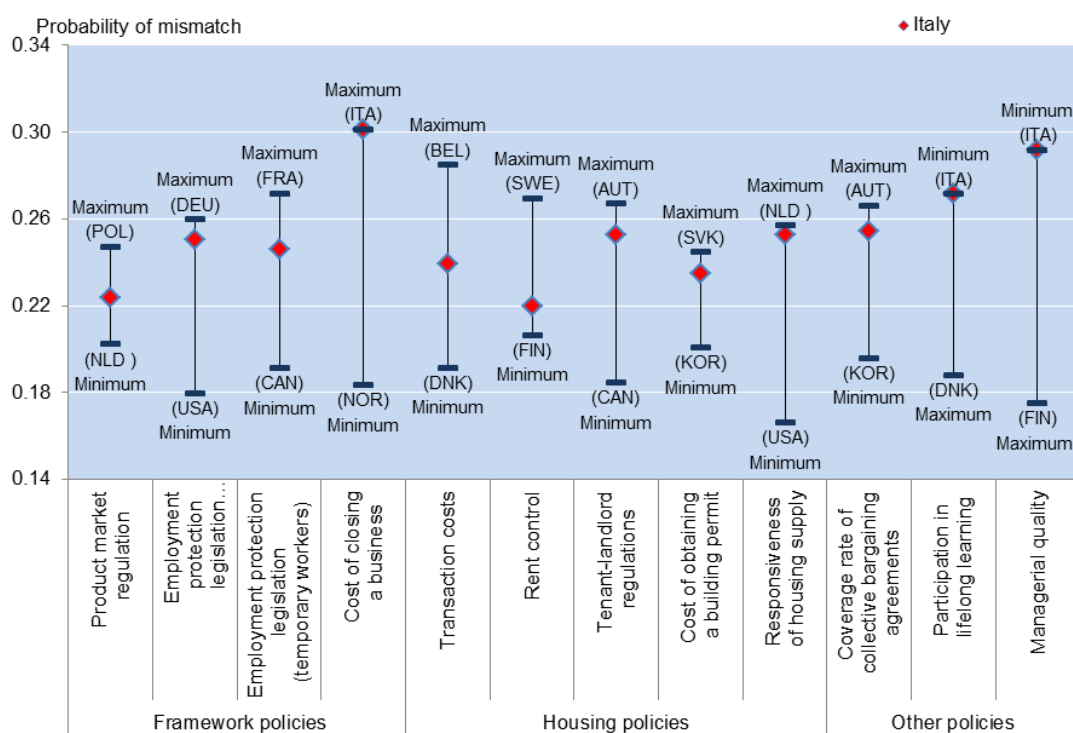 Probability of mismatch
Italy
0.34
0.30
0.26
0.22
0.18
0.14
Maximum
(POL)
(NLD )
Minimum
Maximum
(DEU)
(USA)
Minimum
Maximum
(FRA)
(CAN)
Minimum
Maximum
(ITA)
(NOR)
Minimum
Maximum
(BEL)
(DNK)
Minimum
Maximum
(SWE)
(FIN)
Minimum
Maximum
(AUT)
(CAN)
Minimum
Maximum
(SVK)
(KOR)
Minimum
Maximum
(NLD )
(USA)
Minimum
Maximum
(AUT)
(KOR)
Minimum
Minimum
(ITA)
(DNK)
Maximum
Minimum
(ITA)
(FIN)
Maximum
Product market
regulation
Employment
protection
legislation...
Employment protection
legislation
(temporary workers)
Cost of closing
a business
Transaction costs
Rent control
Tenant-landlord
regulations
Cost of obtaining
a building permit
Responsiveness
of housing supply
Coverage rate of
collective bargaining
agreements
Participation in
lifelong learning
Managerial quality
Framework policies
Housing policies
Other policies